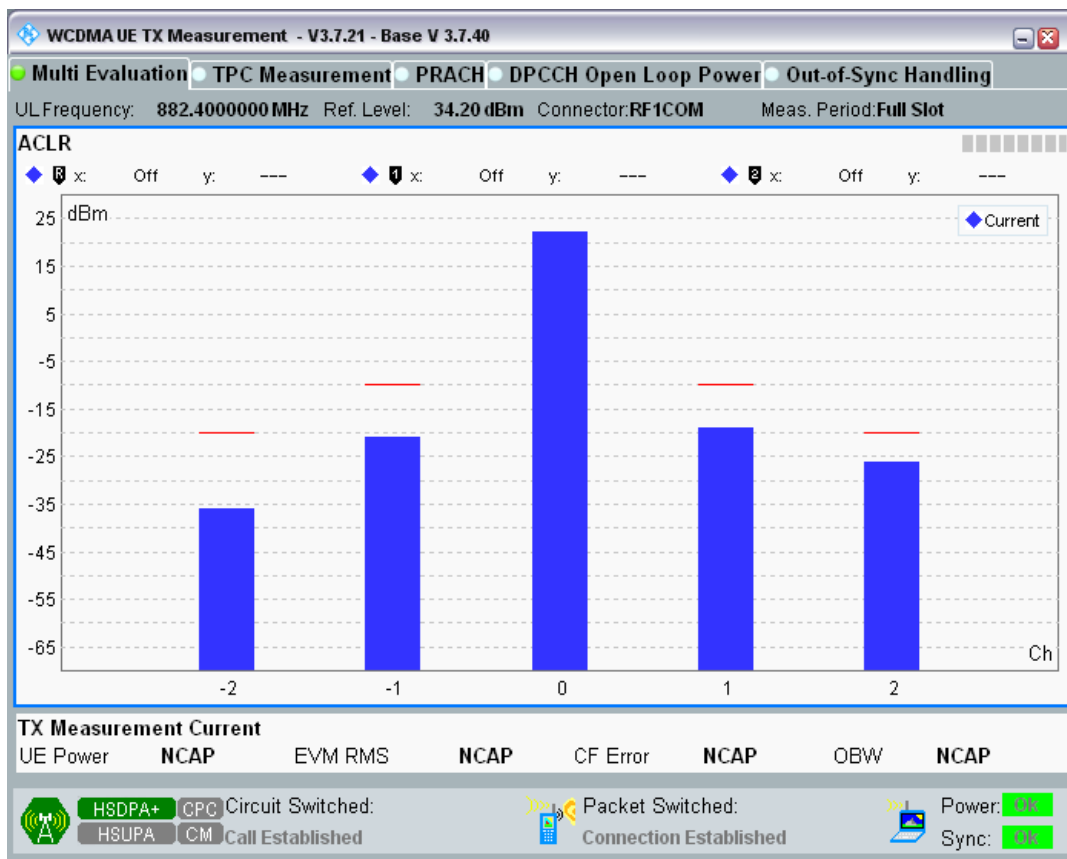 WCDMA UE TX Measurement - V3.7.21 - Base V 3.7.40
Multi Evaluation TPC Measurement PRACH DPCCH Open Loop Power Out-of-Sync Handling
UL Frequency: 882.4000000 MHz Ref. Level: 34.20 dBm Connector:RF1COM Meas. Period:Full Slot
ACLR
R x: Off y: --- 1 x: Off y: --- 2 x: Off y: ---
dBm
Current
25
15
5
-5
-15
-25
-35
-45
-55
-65
Ch
-2 -1 0 1 2
TX Measurement Current
UE Power NCAP EVM RMS NCAP CF Error NCAP OBW NCAP
HSDPA+ CPC Circuit Switched: Packet Switched: Power: OK
HSUPA CM Call Established Connection Established Sync: OK